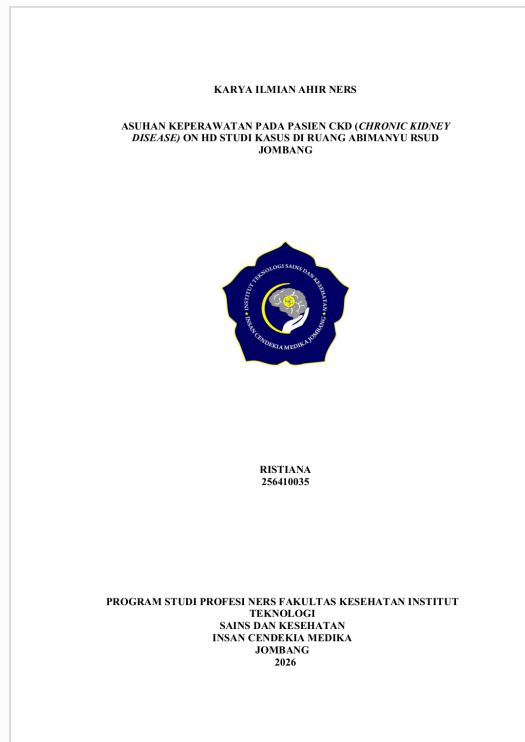 KARYA ILMIAN AHIR NERS
ASUHAN KEPERAWATAN PADA PASIEN CKD (CHRONIC KIDNEY
DISEASE) ON HD STUDI KASUS DI RUANG ABIMANYU RSUD
JOMBANG
INSTITUT TEKNOLOGI SAINS DAN KESEHATAN
INSAN CENDEKIA MEDIKA JOMBANG
RISTIANA
256410035
PROGRAM STUDI PROFESI NERS FAKULTAS KESEHATAN INSTITUT
TEKNOLOGI
SAINS DAN KESEHATAN
INSAN CENDEKIA MEDIKA
JOMBANG
2026